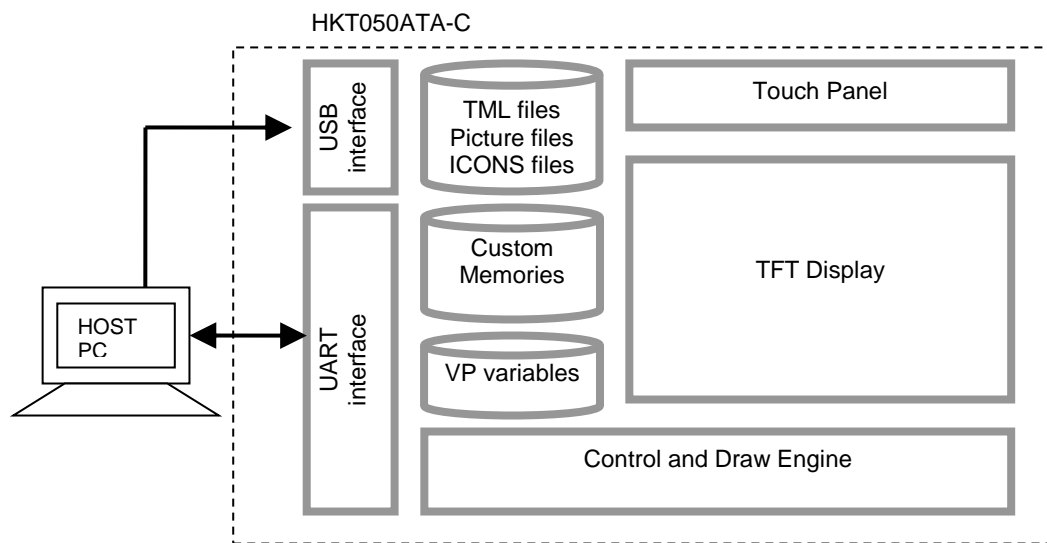 HKT050ATA-C
USB
interface
TML files
Picture files
ICONS files
Touch Panel
Custom
Memories
TFT Display
HOST
PC
UART
interface
VP variables
Control and Draw Engine